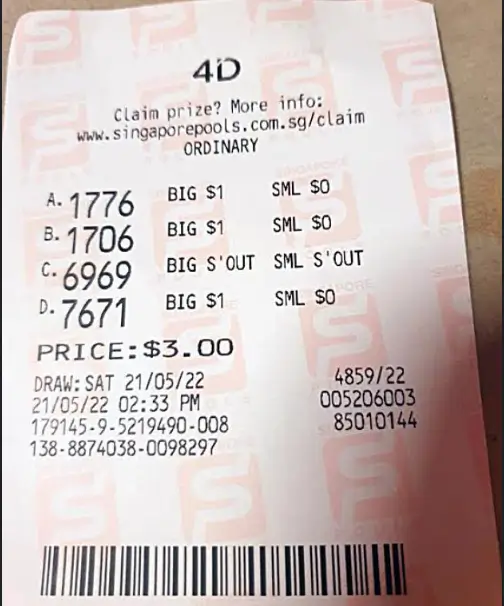 4D
Claim prize? More info:
www.singaporepools.com.sg/claim
ORDINARY
A. 1776 BIG $1 SML $0
B. 1706 BIG $1 SML $0
C. 6969 BIG S'OUT SML S'OUT
D. 7671 BIG $1 SML $0
PRICE:$3.00
DRAW: SAT 21/05/22 4859/22
21/05/22 02:33 PM 005206003
179145-9-5219490-008 85010144
138-8874038-0098297